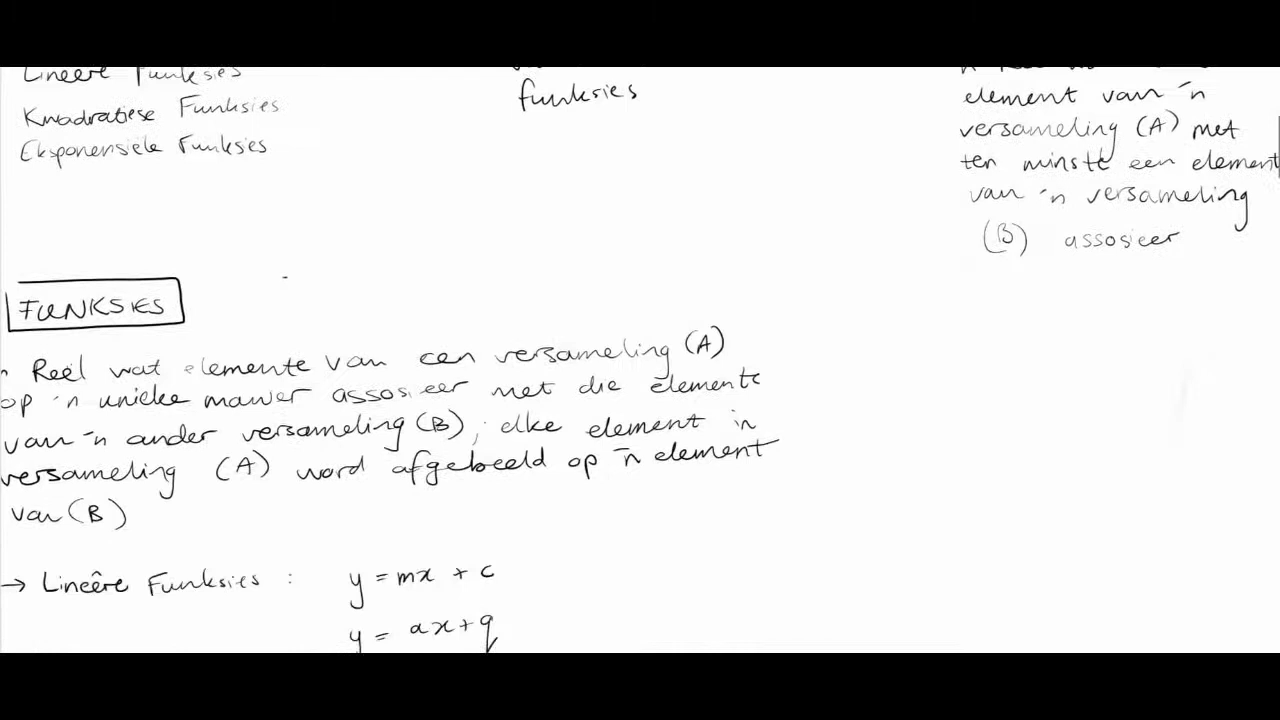 Lineêre Funksies
Kwadratiese Funksies
Eksponensiële Funksies
funksies
element van 'n
versameling (A) met
ten minste een element
van 'n versameling
(B) assosieer
FUNKSIES
'n Reël wat elemente van een versameling (A)
op 'n unieke manier assosieer met die elemente
van 'n ander versameling (B); elke element in
versameling (A) word afgebeeld op 'n element
van (B)
→ Lineêre Funksies : y = mx + c
y = ax + q